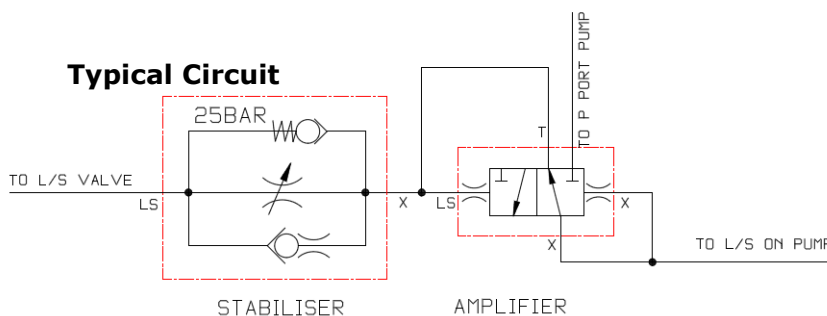 Typical Circuit
TO P PORT PUMP
25BAR
T
TO L/S VALVE
LS
X
LS
X
X
TO L/S ON PUMP
STABILISER
AMPLIFIER